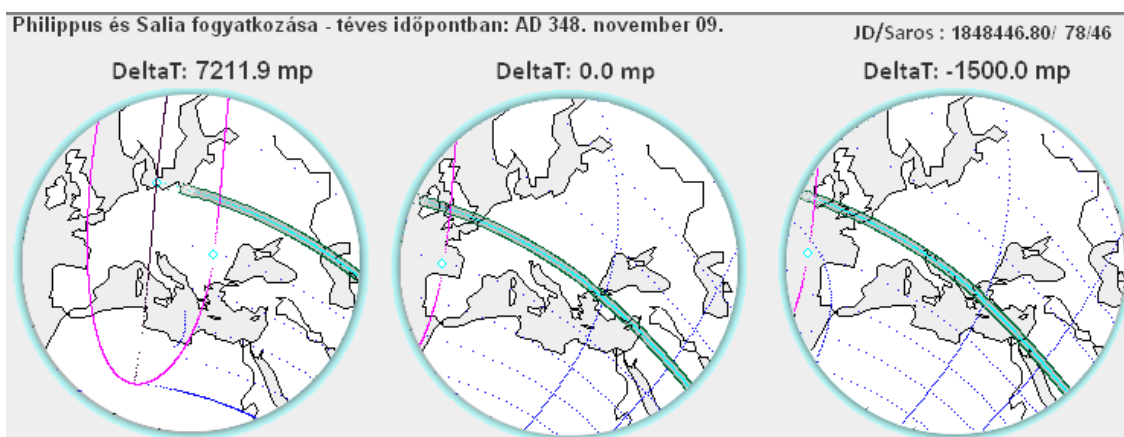 Philippus és Salia fogyatkozása - téves időpontban: AD 348. november 09.
JD/Saros : 1848446.80/ 78/46
DeltaT: 7211.9 mp
DeltaT: 0.0 mp
DeltaT: -1500.0 mp